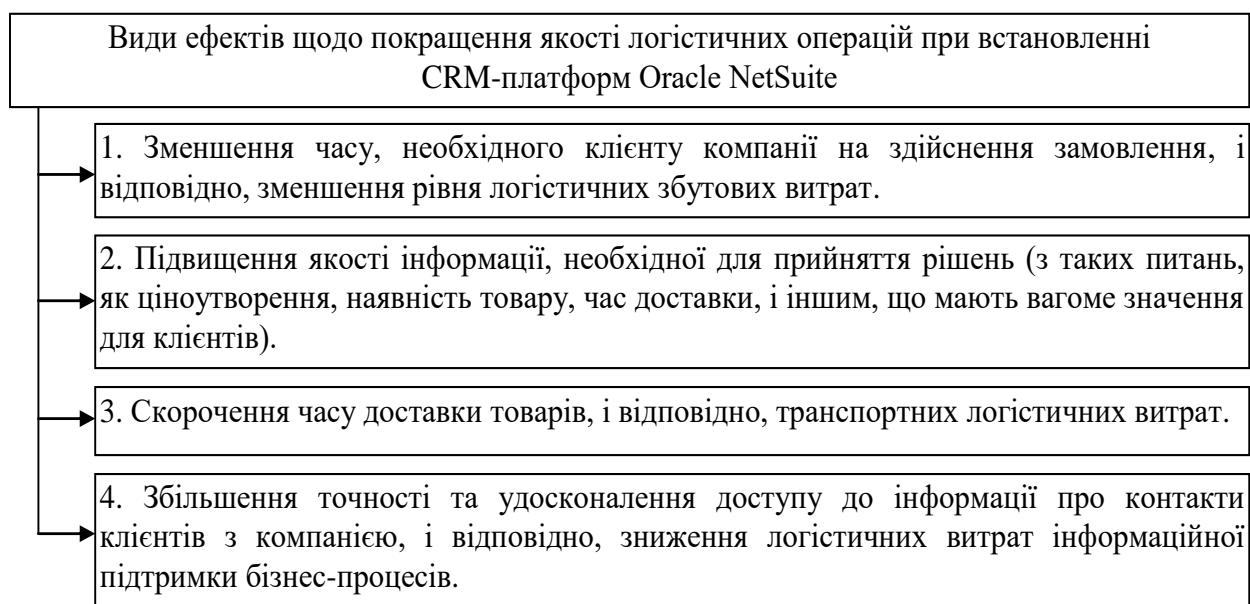 Види ефектів щодо покращення якості логістичних операцій при встановленні
CRM-платформ Oracle NetSuite
1. Зменшення часу, необхідного клієнту компанії на здійснення замовлення, і
відповідно, зменшення рівня логістичних збутових витрат.
2. Підвищення якості інформації, необхідної для прийняття рішень (з таких питань,
як ціноутворення, наявність товару, час доставки, і іншим, що мають вагоме значення
для клієнтів).
3. Скорочення часу доставки товарів, і відповідно, транспортних логістичних витрат.
4. Збільшення точності та удосконалення доступу до інформації про контакти
клієнтів з компанією, і відповідно, зниження логістичних витрат інформаційної
підтримки бізнес-процесів.